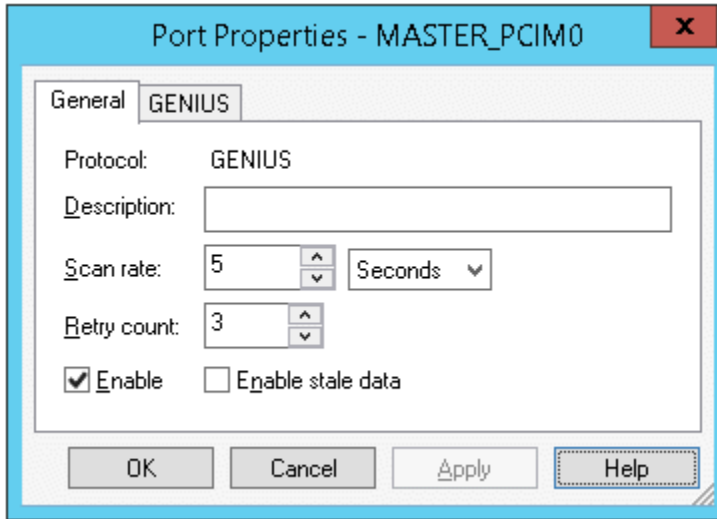 Port Properties - MASTER_PCIM0
x
General GENIUS
Protocol: GENIUS
Description:
Scan rate: 5 Seconds
Retry count: 3
Enable Enable stale data
OK Cancel Apply Help